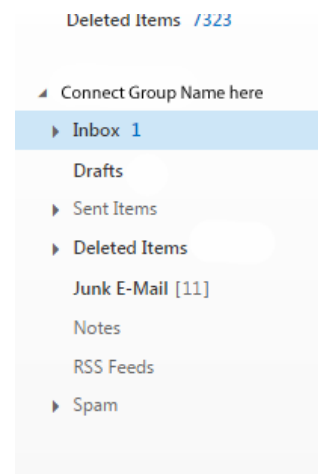 Deleted Items 7323
Connect Group Name here
Inbox 1
Drafts
Sent Items
Deleted Items
Junk E-Mail [11]
Notes
RSS Feeds
Spam